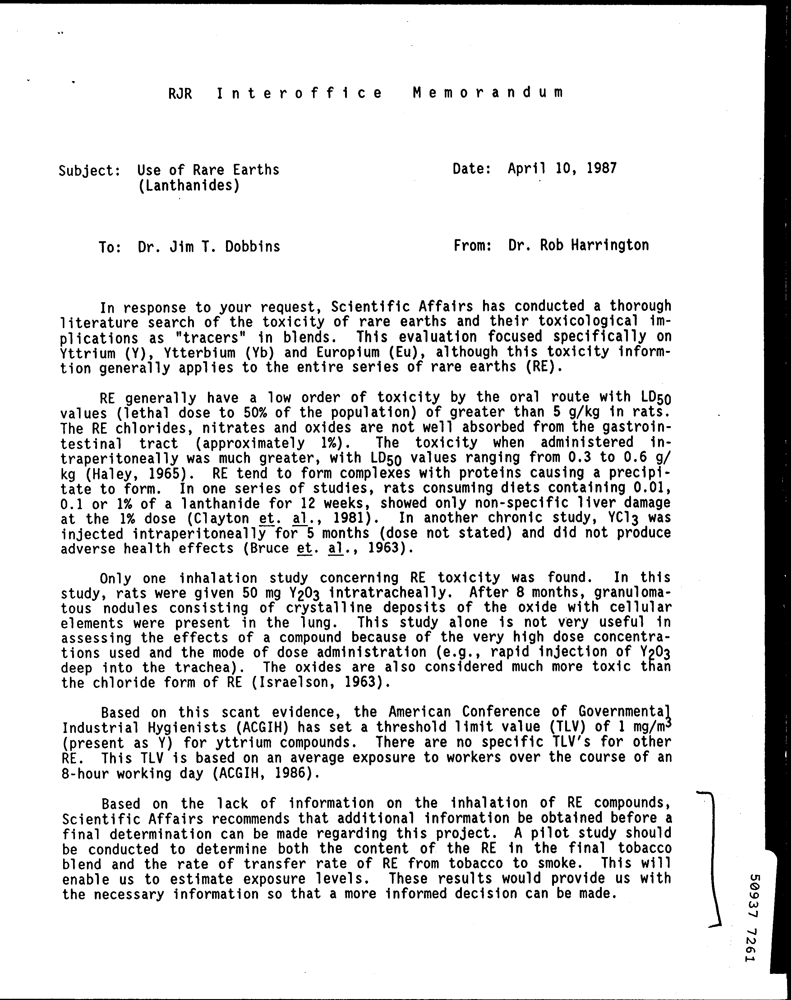 RJR Interoffice Memorandum
Subject: Use of Rare Earths Date: April 10, 1987
(Lanthanides)
To: Dr. Jim T. Dobbins From: Dr. Rob Harrington
In response to your request, Scientific Affairs has conducted a thorough
literature search of the toxicity of rare earths and their toxicological im-
plications as "tracers" in blends. This evaluation focused specifically on
Yttrium (Y), Ytterbium (Yb) and Europium (Eu), although this toxicity inform-
tion generally applies to the entire series of rare earths (RE).
RE generally have a low order of toxicity by the oral route with LD50
values (lethal dose to 50% of the population) of greater than 5 g/kg in rats.
The RE chlorides, nitrates and oxides are not well absorbed from the gastroin-
testinal tract (approximately 1%). The toxicity when administered in-
traperitoneally was much greater, with LD50 values ranging from 0.3 to 0.6 g/
kg (Haley, 1965). RE tend to form complexes with proteins causing a precipi-
tate to form. In one series of studies, rats consuming diets containing 0.01,
0.1 or 1% of a lanthanide for 12 weeks, showed only non-specific liver damage
at the 1% dose (Clayton et. al., 1981). In another chronic study, YCl3 was
injected intraperitoneally for 5 months (dose not stated) and did not produce
adverse health effects (Bruce et. al., 1963).
Only one inhalation study concerning RE toxicity was found. In this
study, rats were given 50 mg Y2O3 intratracheally. After 8 months, granuloma-
tous nodules consisting of crystalline deposits of the oxide with cellular
elements were present in the lung. This study alone is not very useful in
assessing the effects of a compound because of the very high dose concentra-
tions used and the mode of dose administration (e.g., rapid injection of Y2O3
deep into the trachea). The oxides are also considered much more toxic than
the chloride form of RE (Israelson, 1963).
Based on this scant evidence, the American Conference of Governmental
Industrial Hygienists (ACGIH) has set a threshold limit value (TLV) of 1 mg/m3
(present as Y) for yttrium compounds. There are no specific TLV's for other
RE. This TLV is based on an average exposure to workers over the course of an
8-hour working day (ACGIH, 1986).
Based on the lack of information on the inhalation of RE compounds,
Scientific Affairs recommends that additional information be obtained before a
final determination can be made regarding this project. A pilot study should
be conducted to determine both the content of the RE in the final tobacco
blend and the rate of transfer rate of RE from tobacco to smoke. This will
enable us to estimate exposure levels. These results would provide us with
the necessary information so that a more informed decision can be made.
50937 7261